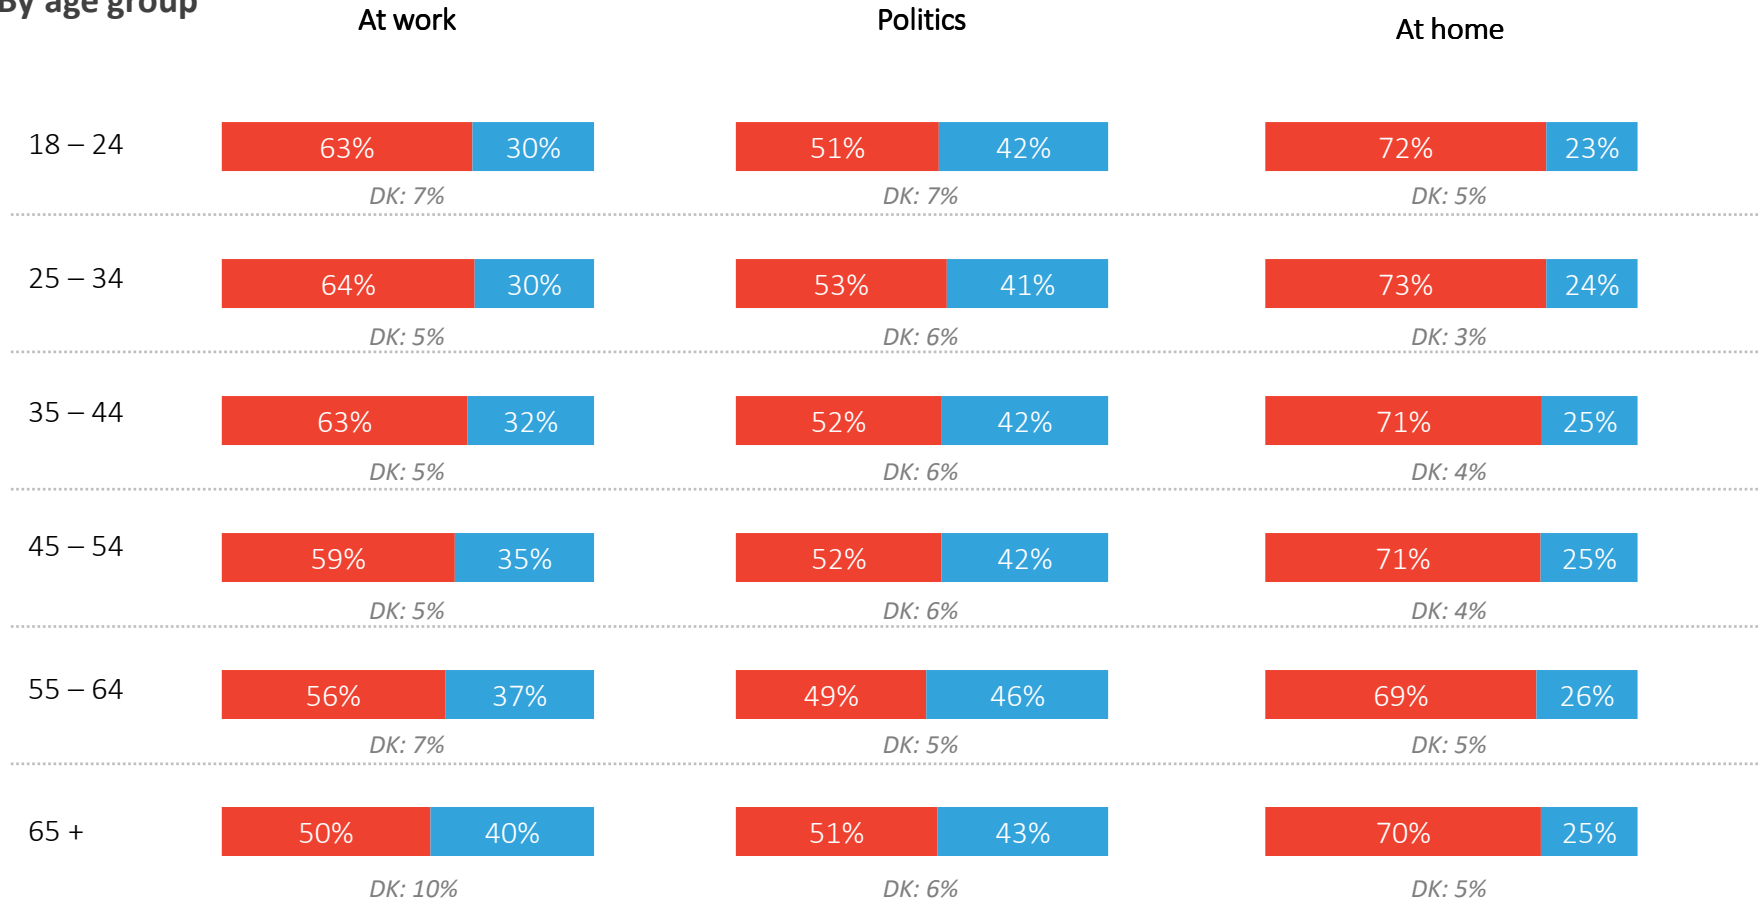 By age group
At work Politics At home
18 – 24 63% 30% 51% 42% 72% 23%
DK: 7% DK: 7% DK: 5%
25 – 34 64% 30% 53% 41% 73% 24%
DK: 5% DK: 6% DK: 3%
35 – 44 63% 32% 52% 42% 71% 25%
DK: 5% DK: 6% DK: 4%
45 – 54 59% 35% 52% 42% 71% 25%
DK: 5% DK: 6% DK: 4%
55 – 64 56% 37% 49% 46% 69% 26%
DK: 7% DK: 5% DK: 5%
65 + 50% 40% 51% 43% 70% 25%
DK: 10% DK: 6% DK: 5%